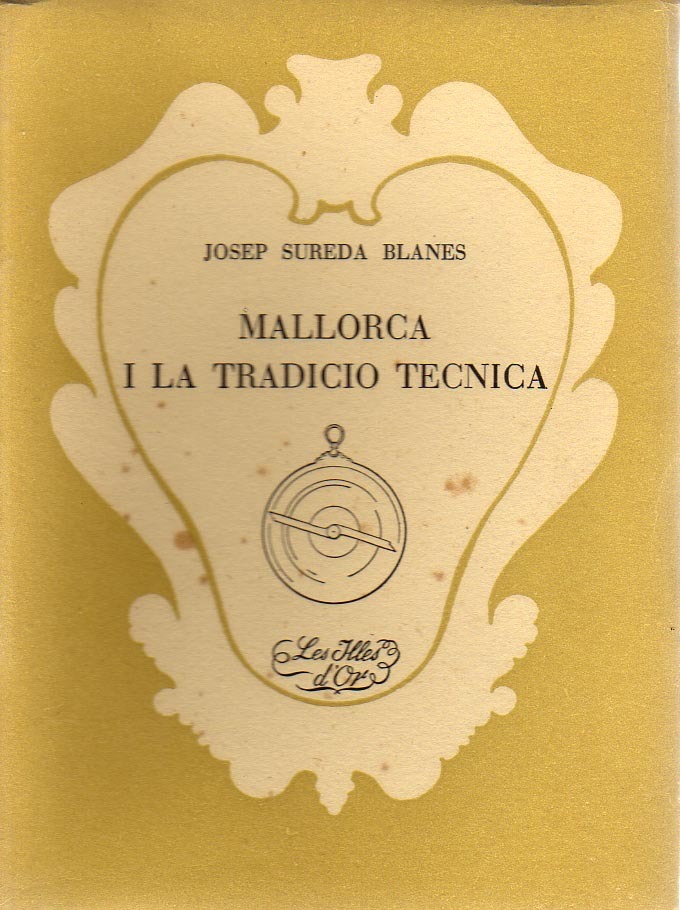 JOSEP SUREDA BLANES
MALLORCA
I LA TRADICIO TECNICA
Les Illes
d'Or